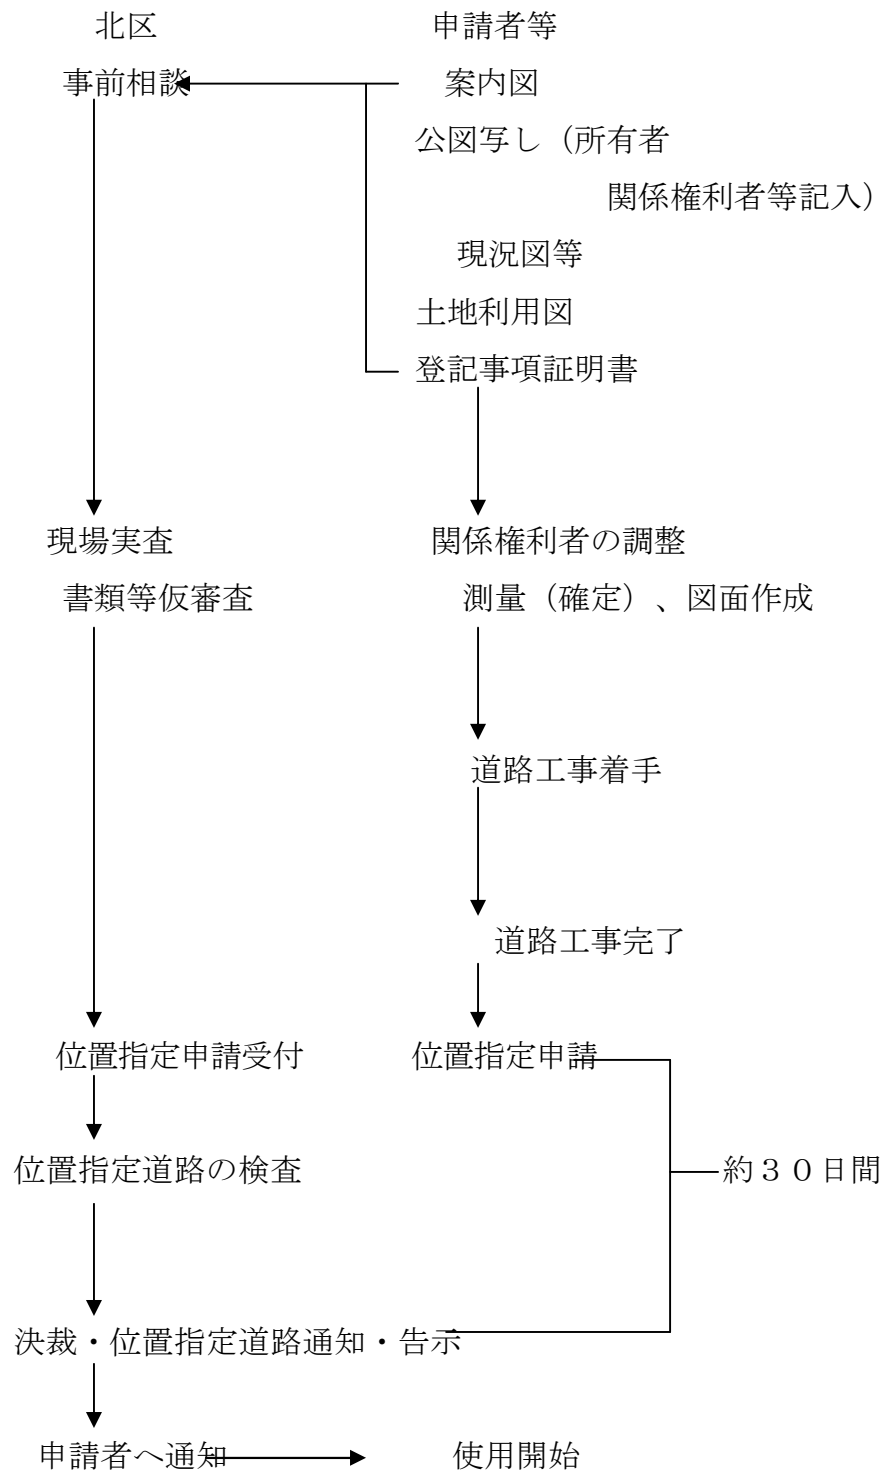 北区　申請者等
事前相談　案内図
公図写し（所有者
関係権利者等記入）
現況図等
土地利用図
登記事項証明書
現場実査　関係権利者の調整
書類等仮審査　測量（確定）、図面作成
道路工事着手
道路工事完了
位置指定申請受付　位置指定申請
位置指定道路の検査　約３０日間
決裁・位置指定道路通知・告示
申請者へ通知　使用開始